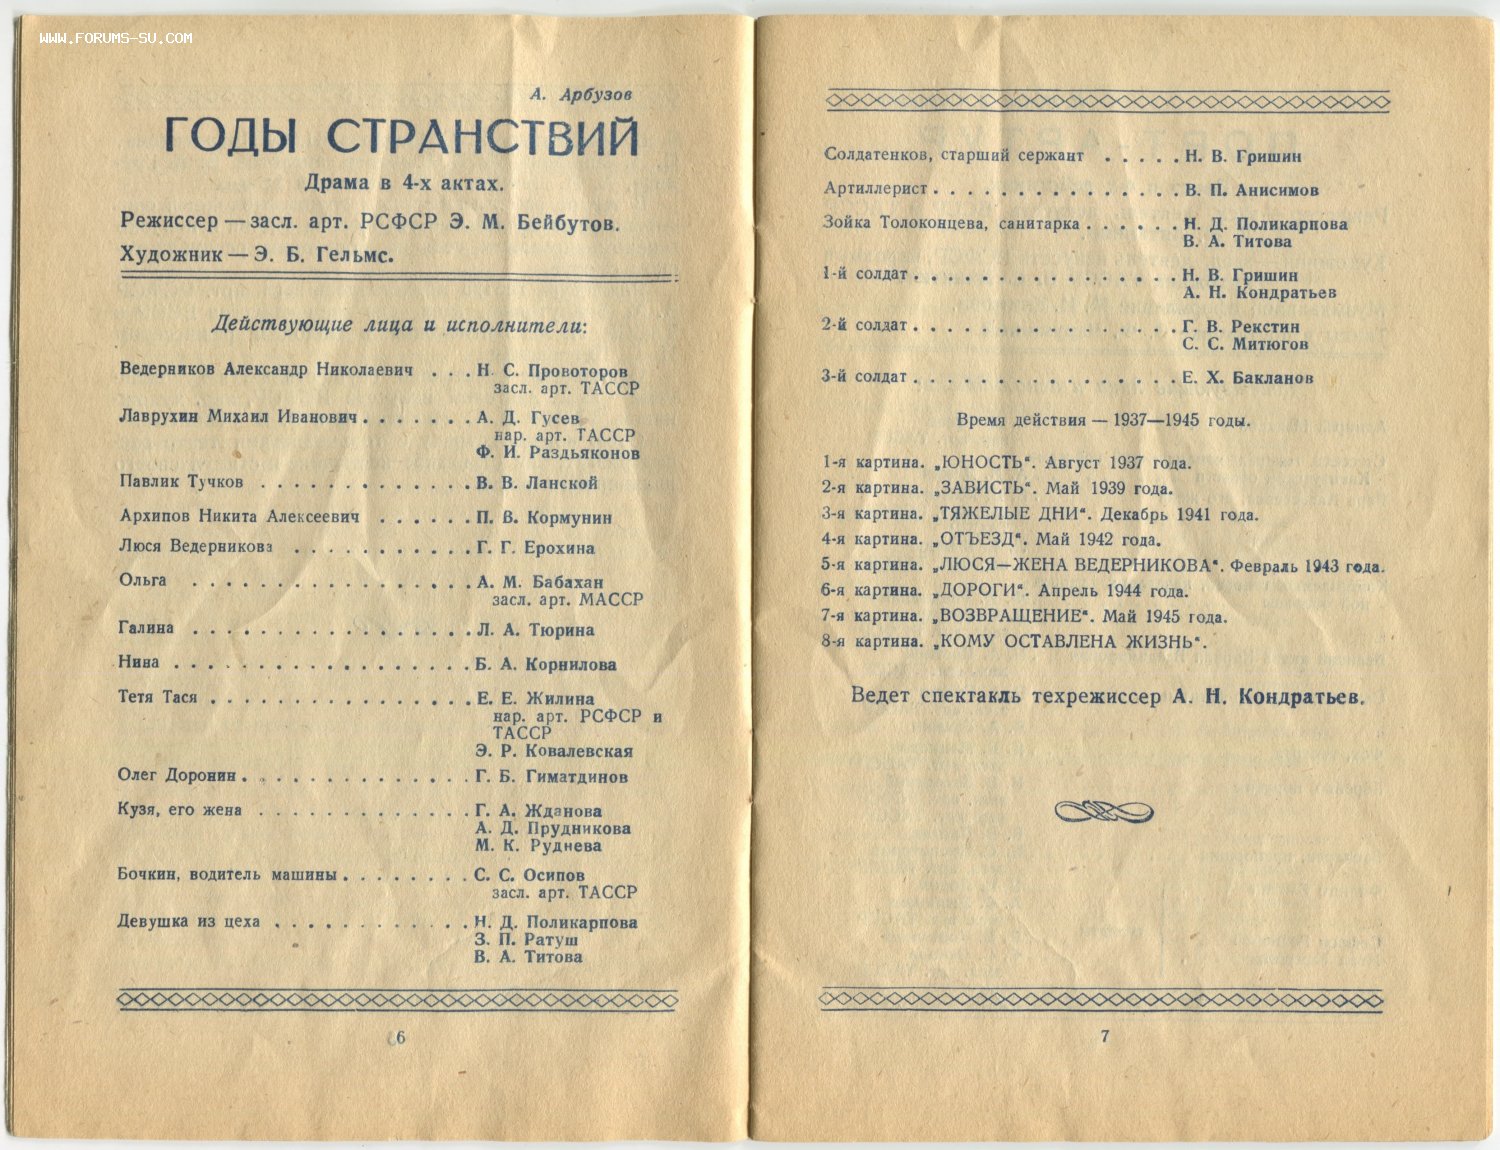 WWW.FORUMS-SU.COM
А. Арбузов
ГОДЫ СТРАНСТВИЙ
Драма в 4-х актах.
Режиссер — засл. арт. РСФСР Э. М. Бейбутов.
Художник — Э. Б. Гельмс.
Действующие лица и исполнители:
Ведерников Александр Николаевич . . . Н. С. Провоторов
засл. арт. ТАССР
Лаврухин Михаил Иванович . . . . . . . А. Д. Гусев
нар. арт. ТАССР
Ф. И. Раздьяконов
Павлик Тучков . . . . . . . . . . . . . В. В. Ланской
Архипов Никита Алексеевич . . . . . . П. В. Кормунин
Люся Ведерникова . . . . . . . . . . . Г. Г. Ерохина
Ольга . . . . . . . . . . . . . . . . . А. М. Бабахан
засл. арт. МАССР
Галина . . . . . . . . . . . . . . . . . Л. А. Тюрина
Нина . . . . . . . . . . . . . . . . . . Б. А. Корнилова
Тетя Тася . . . . . . . . . . . . . . . . Е. Е. Жилина
нар. арт. РСФСР и
ТАССР
Э. Р. Ковалевская
Олег Доронин . . . . . . . . . . . . . . Г. Б. Гиматдинов
Кузя, его жена . . . . . . . . . . . . . Г. А. Жданова
А. Д. Прудникова
М. К. Руднева
Бочкин, водитель машины . . . . . . . . С. С. Осипов
засл. арт. ТАССР
Девушка из цеха . . . . . . . . . . . . Н. Д. Поликарпова
З. П. Ратуш
В. А. Титова
6
Солдатенков, старший сержант . . . . . Н. В. Гришин
Артиллерист . . . . . . . . . . . . . . . В. П. Анисимов
Зойка Толоконцева, санитарка . . . . . . Н. Д. Поликарпова
В. А. Титова
1-й солдат . . . . . . . . . . . . . . . . Н. В. Гришин
А. Н. Кондратьев
2-й солдат . . . . . . . . . . . . . . . . Г. В. Рекстин
С. С. Митюгов
3-й солдат . . . . . . . . . . . . . . . . Е. Х. Бакланов
Время действия — 1937—1945 годы.
1-я картина. „ЮНОСТЬ“. Август 1937 года.
2-я картина. „ЗАВИСТЬ“. Май 1939 года.
3-я картина. „ТЯЖЕЛЫЕ ДНИ“. Декабрь 1941 года.
4-я картина. „ОТЪЕЗД“. Май 1942 года.
5-я картина. „ЛЮСЯ—ЖЕНА ВЕДЕРНИКОВА“. Февраль 1943 года.
6-я картина. „ДОРОГИ“. Апрель 1944 года.
7-я картина. „ВОЗВРАЩЕНИЕ“. Май 1945 года.
8-я картина. „КОМУ ОСТАВЛЕНА ЖИЗНЬ“.
Ведет спектакль техрежиссер А. Н. Кондратьев.
7